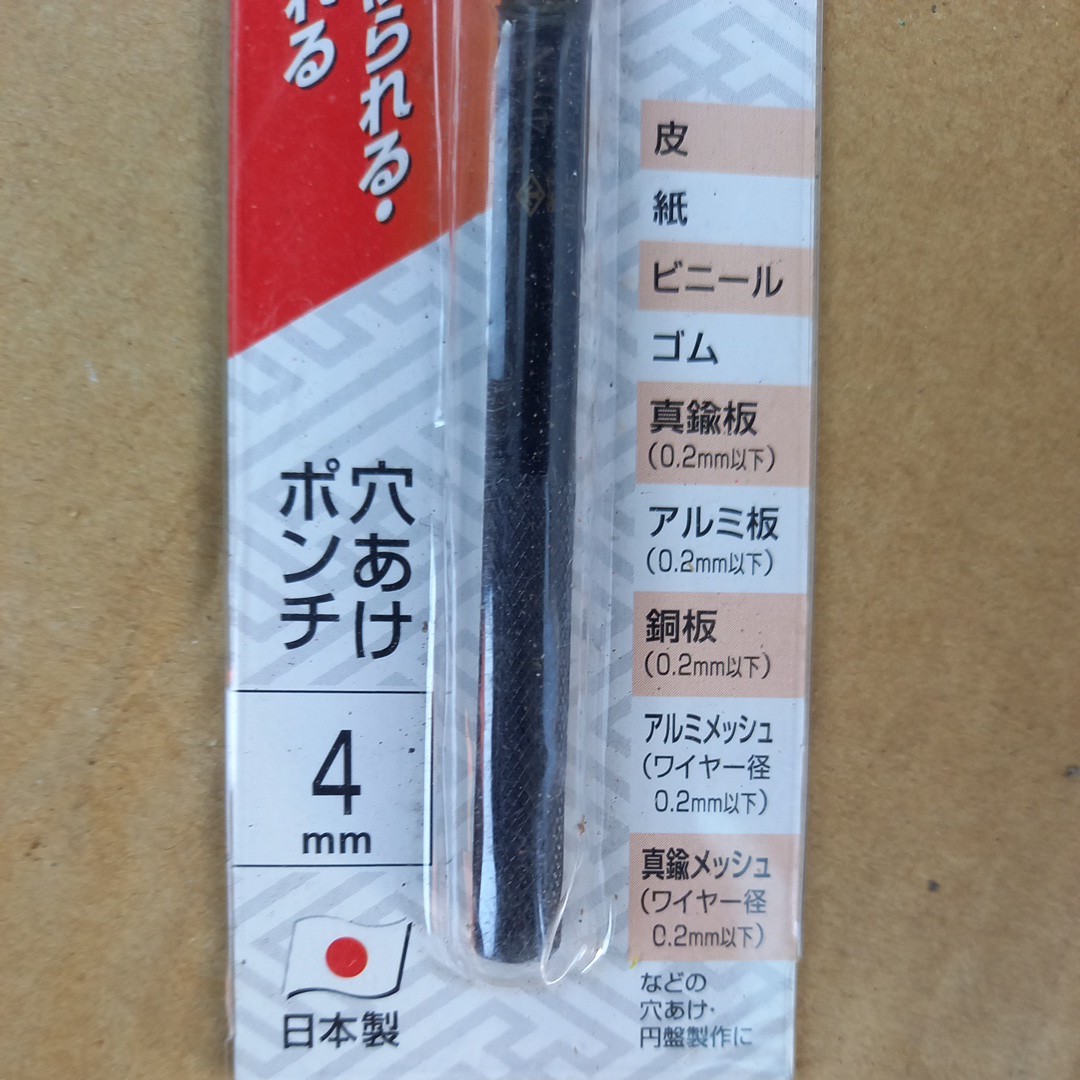 られる・
れる
穴あけ
ポンチ
4
mm
日本製
皮
紙
ビニール
ゴム
真鍮板
(0.2mm以下)
アルミ板
(0.2mm以下)
銅板
(0.2mm以下)
アルミメッシュ
(ワイヤー径
0.2mm以下)
真鍮メッシュ
(ワイヤー径
0.2mm以下)
などの
穴あけ・
円盤製作に